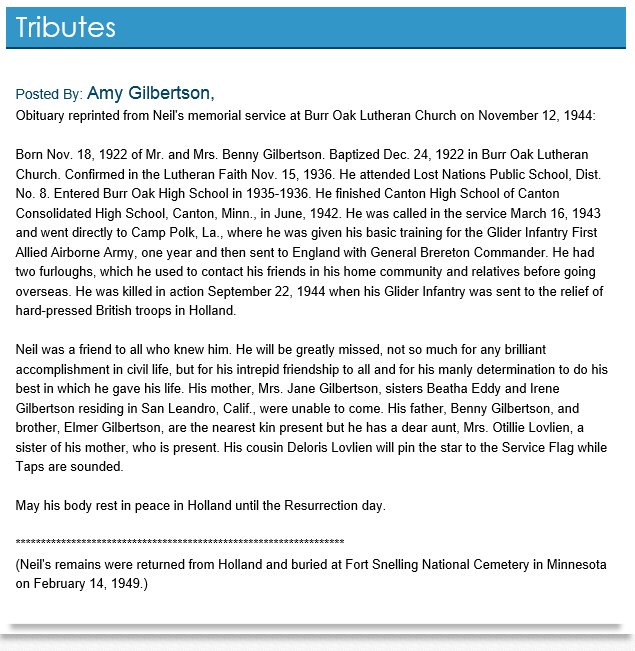 Tributes
Posted By: Amy Gilbertson,
Obituary reprinted from Neil's memorial service at Burr Oak Lutheran Church on November 12, 1944:
Born Nov. 18, 1922 of Mr. and Mrs. Benny Gilbertson. Baptized Dec. 24, 1922 in Burr Oak Lutheran
Church. Confirmed in the Lutheran Faith Nov. 15, 1936. He attended Lost Nations Public School, Dist.
No. 8. Entered Burr Oak High School in 1935-1936. He finished Canton High School of Canton
Consolidated High School, Canton, Minn., in June, 1942. He was called in the service March 16, 1943
and went directly to Camp Polk, La., where he was given his basic training for the Glider Infantry First
Allied Airborne Army, one year and then sent to England with General Brereton Commander. He had
two furloughs, which he used to contact his friends in his home community and relatives before going
overseas. He was killed in action September 22, 1944 when his Glider Infantry was sent to the relief of
hard-pressed British troops in Holland.
Neil was a friend to all who knew him. He will be greatly missed, not so much for any brilliant
accomplishment in civil life, but for his intrepid friendship to all and for his manly determination to do his
best in which he gave his life. His mother, Mrs. Jane Gilbertson, sisters Beatha Eddy and Irene
Gilbertson residing in San Leandro, Calif., were unable to come. His father, Benny Gilbertson, and
brother, Elmer Gilbertson, are the nearest kin present but he has a dear aunt, Mrs. Otillie Lovlien, a
sister of his mother, who is present. His cousin Deloris Lovlien will pin the star to the Service Flag while
Taps are sounded.
May his body rest in peace in Holland until the Resurrection day.
******************************************************************
(Neil's remains were returned from Holland and buried at Fort Snelling National Cemetery in Minnesota
on February 14, 1949.)